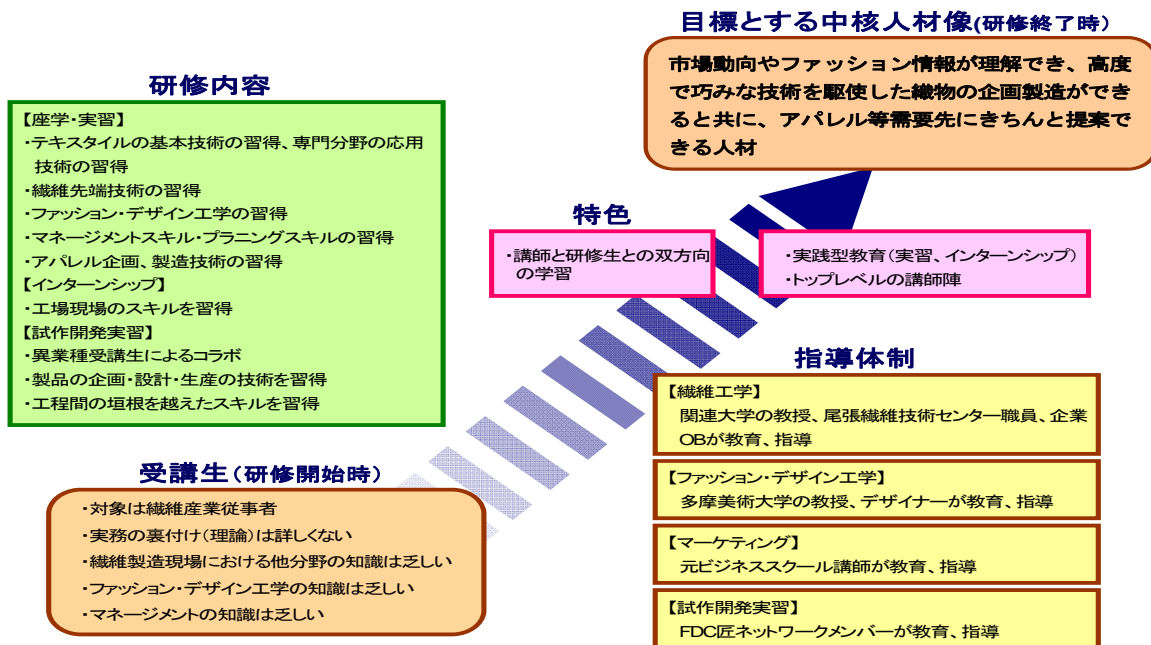 目標とする中核人材像(研修終了時)
市場動向やファッション情報が理解でき、高度
で巧みな技術を駆使した織物の企画製造ができ
ると共に、アパレル等需要先にきちんと提案で
きる人材
研修内容
【座学・実習】
・テキスタイルの基本技術の習得、専門分野の応用
技術の習得
・繊維先端技術の習得
・ファッション・デザイン工学の習得
・マネージメントスキル・プラニングスキルの習得
・アパレル企画、製造技術の習得
【インターンシップ】
・工場現場のスキルを習得
【試作開発実習】
・異業種受講生によるコラボ
・製品の企画・設計・生産の技術を習得
・工程間の垣根を越えたスキルを習得
特色
・講師と研修生との双方向
の学習
・実践型教育(実習、インターンシップ)
・トップレベルの講師陣
指導体制
【繊維工学】
関連大学の教授、尾張繊維技術センター職員、企業
OBが教育、指導
【ファッション・デザイン工学】
多摩美術大学の教授、デザイナーが教育、指導
【マーケティング】
元ビジネススクール講師が教育、指導
【試作開発実習】
FDC匠ネットワークメンバーが教育、指導
受講生(研修開始時)
・対象は繊維産業従事者
・実務の裏付け(理論)は詳しくない
・繊維製造現場における他分野の知識は乏しい
・ファッション・デザイン工学の知識は乏しい
・マネージメントの知識は乏しい